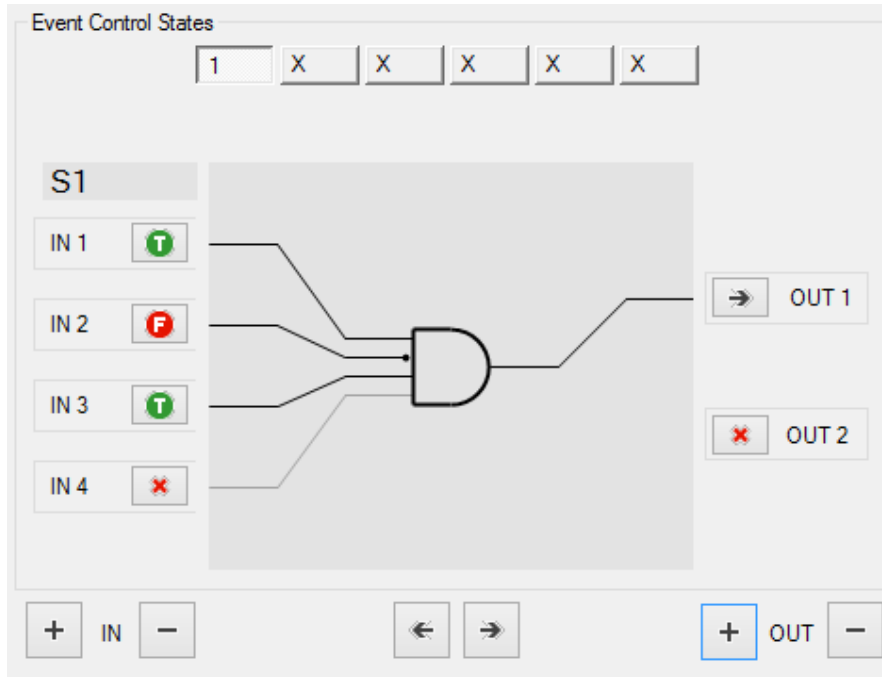 Event Control States
1 X X X X X
S1
IN 1 T
IN 2 F
IN 3 T
IN 4
OUT 1
OUT 2
+ IN − + OUT −